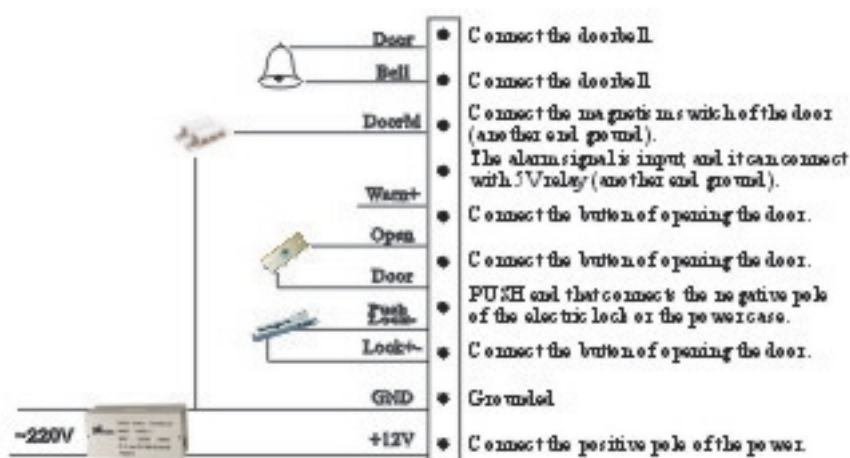 Door
Connect the doorbell
Bell
Connect the doorbell
DoorM
Connect the magnetism switch of the door
(another end ground).
The alarm signal is input, and it can connect
with 5V relay (another end ground).
Warn+
Connect the button of opening the door.
Open
Connect the button of opening the door.
Door
PUSH end that connects the negative pole
of the electric lock or the power case.
Push
Lock-
Lock+-
Connect the button of opening the door.
GND
Grounded
~220V
+12V
Connect the positive pole of the power.